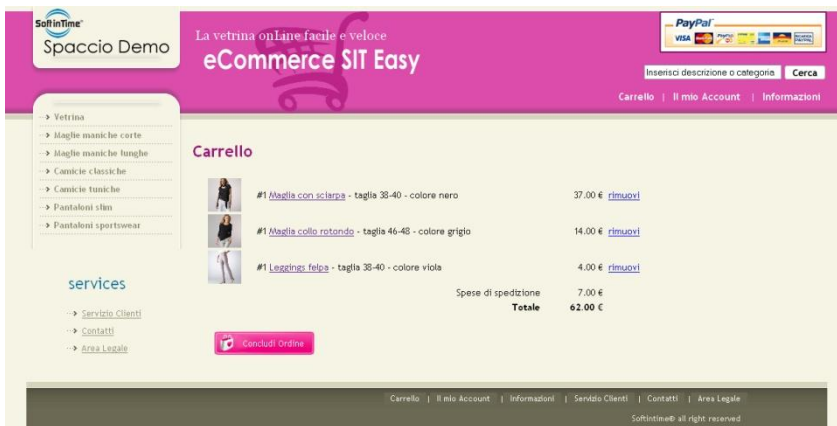 SoftinTime
Spaccio Demo
La vetrina onLine facile e veloce
eCommerce SIT Easy
PayPal
VISA
Inserisci descrizione o categoria Cerca
Carrello | Il mio Account | Informazioni
Vetrina
Maglie maniche corte
Maglie maniche lunghe
Camicie classiche
Camicie tuniche
Pantaloni slim
Pantaloni sportswear
services
Servizio Clienti
Contatti
Area Legale
Carrello
#1 Maglia con sciarpa - taglia 38-40 - colore nero 37.00 € rimuovi
#1 Maglia collo rotondo - taglia 46-48 - colore grigio 14.00 € rimuovi
#1 Leggings felpa - taglia 38-40 - colore viola 4.00 € rimuovi
Spese di spedizione 7.00 €
Totale 62.00 €
Concludi Ordine
Carrello | Il mio Account | Informazioni | Servizio Clienti | Contatti | Area Legale
Softintime© all right reserved